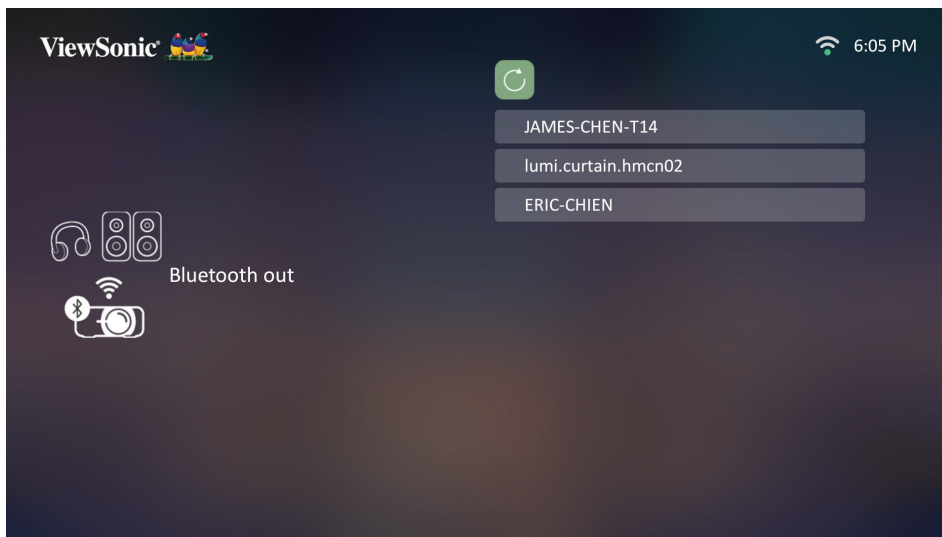 ViewSonic
6:05 PM
JAMES-CHEN-T14
lumi.curtain.hmcn02
ERIC-CHIEN
Bluetooth out